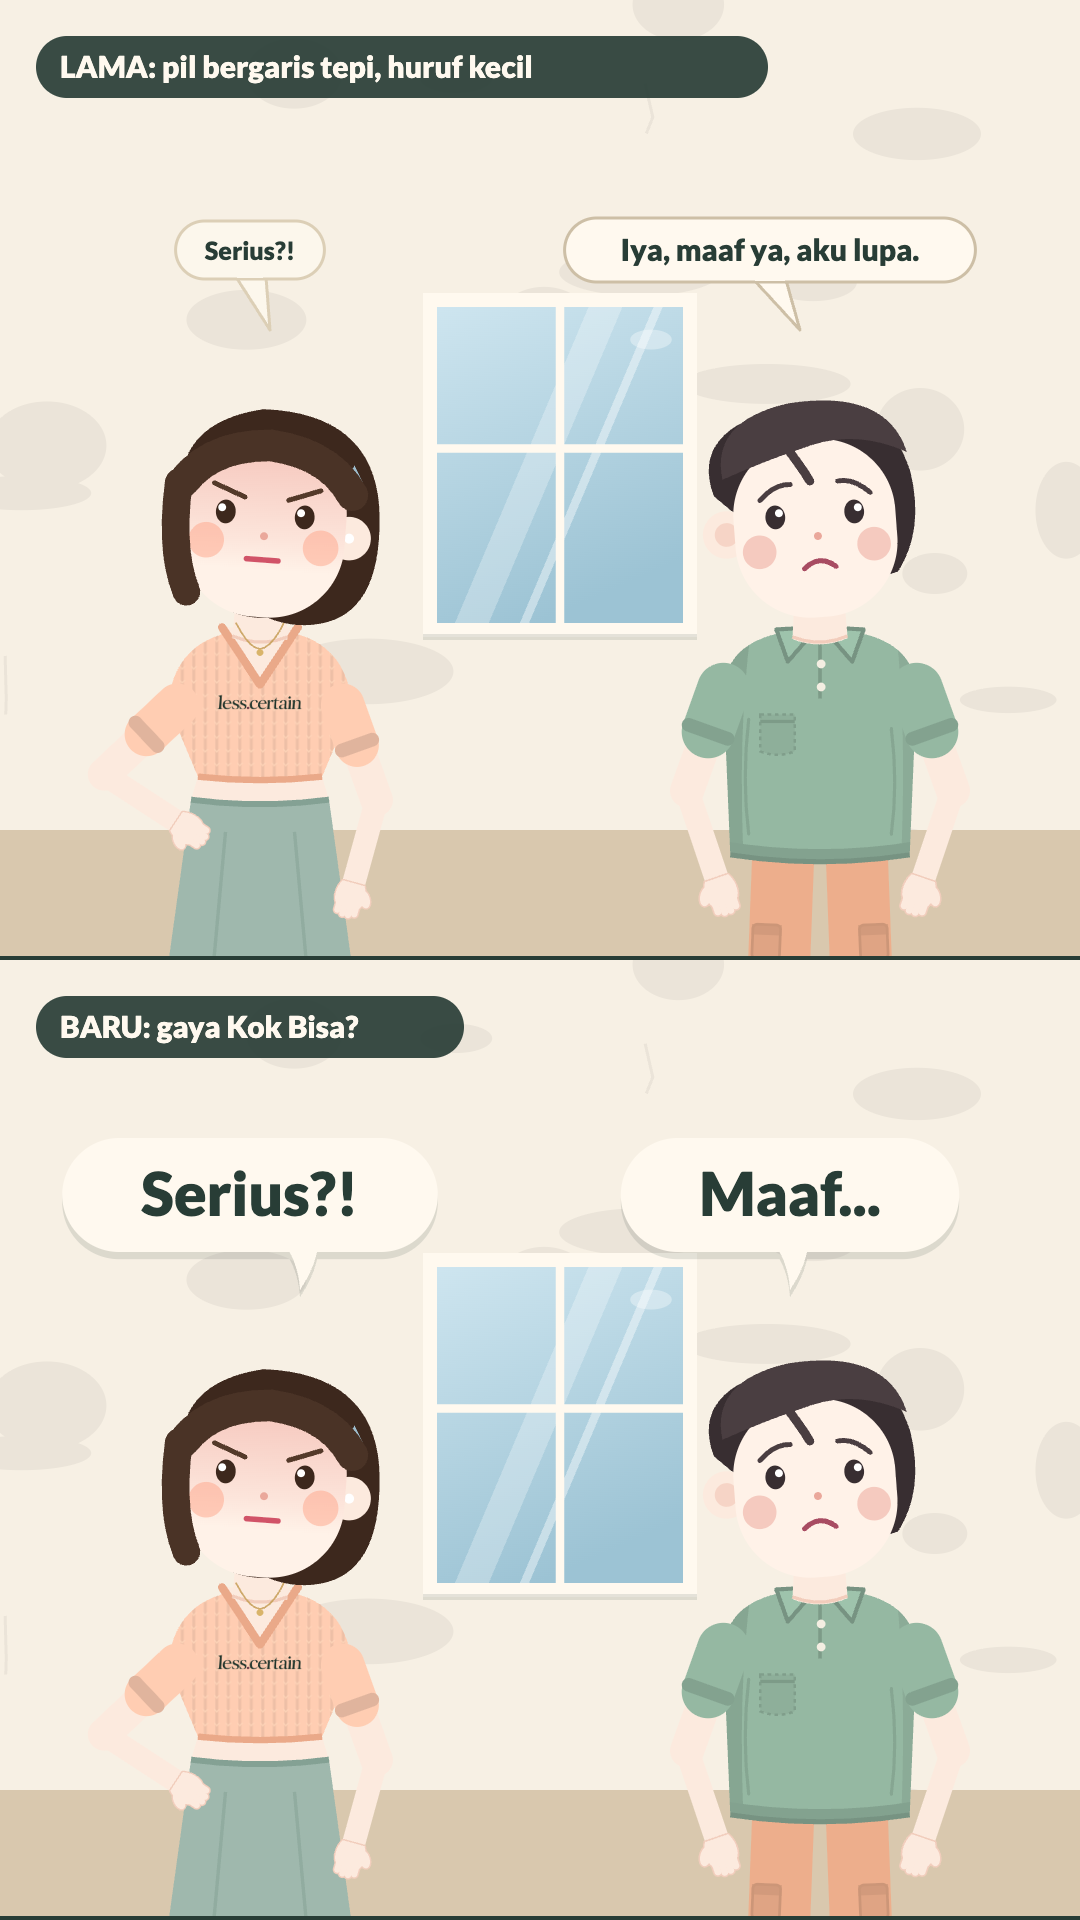 LAMA: pil bergaris tepi, huruf kecil
Serius?!
Iya, maaf ya, aku lupa.
less.certain
BARU: gaya Kok Bisa?
Serius?!
Maaf...
less.certain